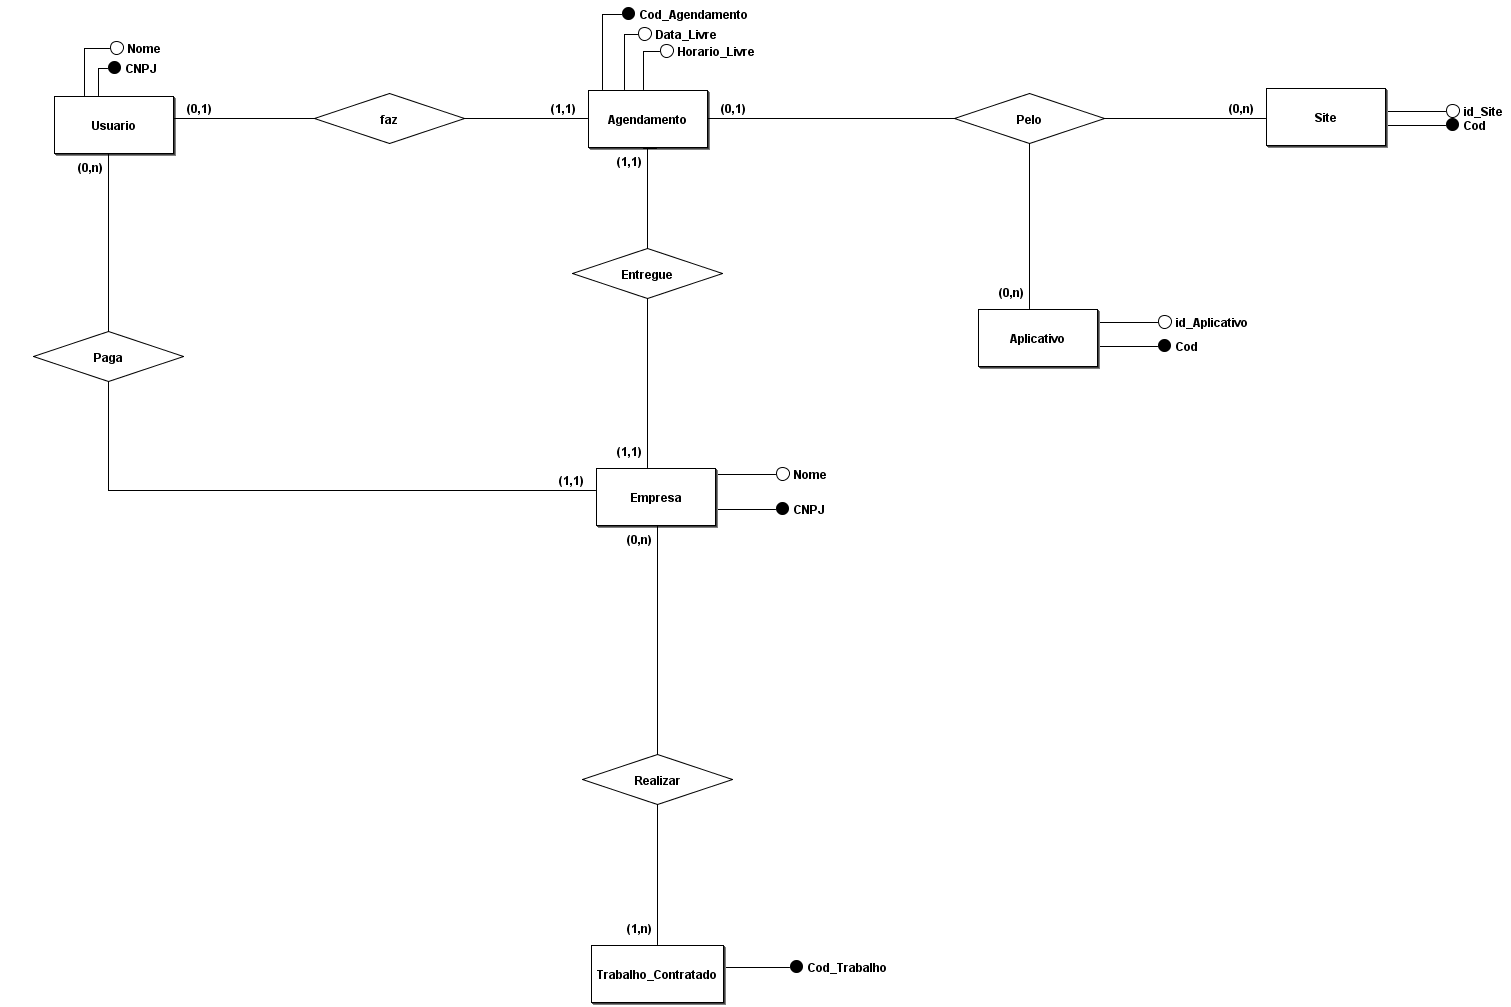 Cod_Agendamento
Data_Livre
Nome
Horario_Livre
CNPJ
(0,1)
(1,1)
(0,1)
(0,n)
id_Site
Usuario
faz
Agendamento
Pelo
Site
Cod
(0,n)
(1,1)
Entregue
(0,n)
id_Aplicativo
Aplicativo
Cod
Paga
(1,1)
(1,1)
Nome
Empresa
CNPJ
(0,n)
Realizar
(1,n)
Trabalho_Contratado
Cod_Trabalho